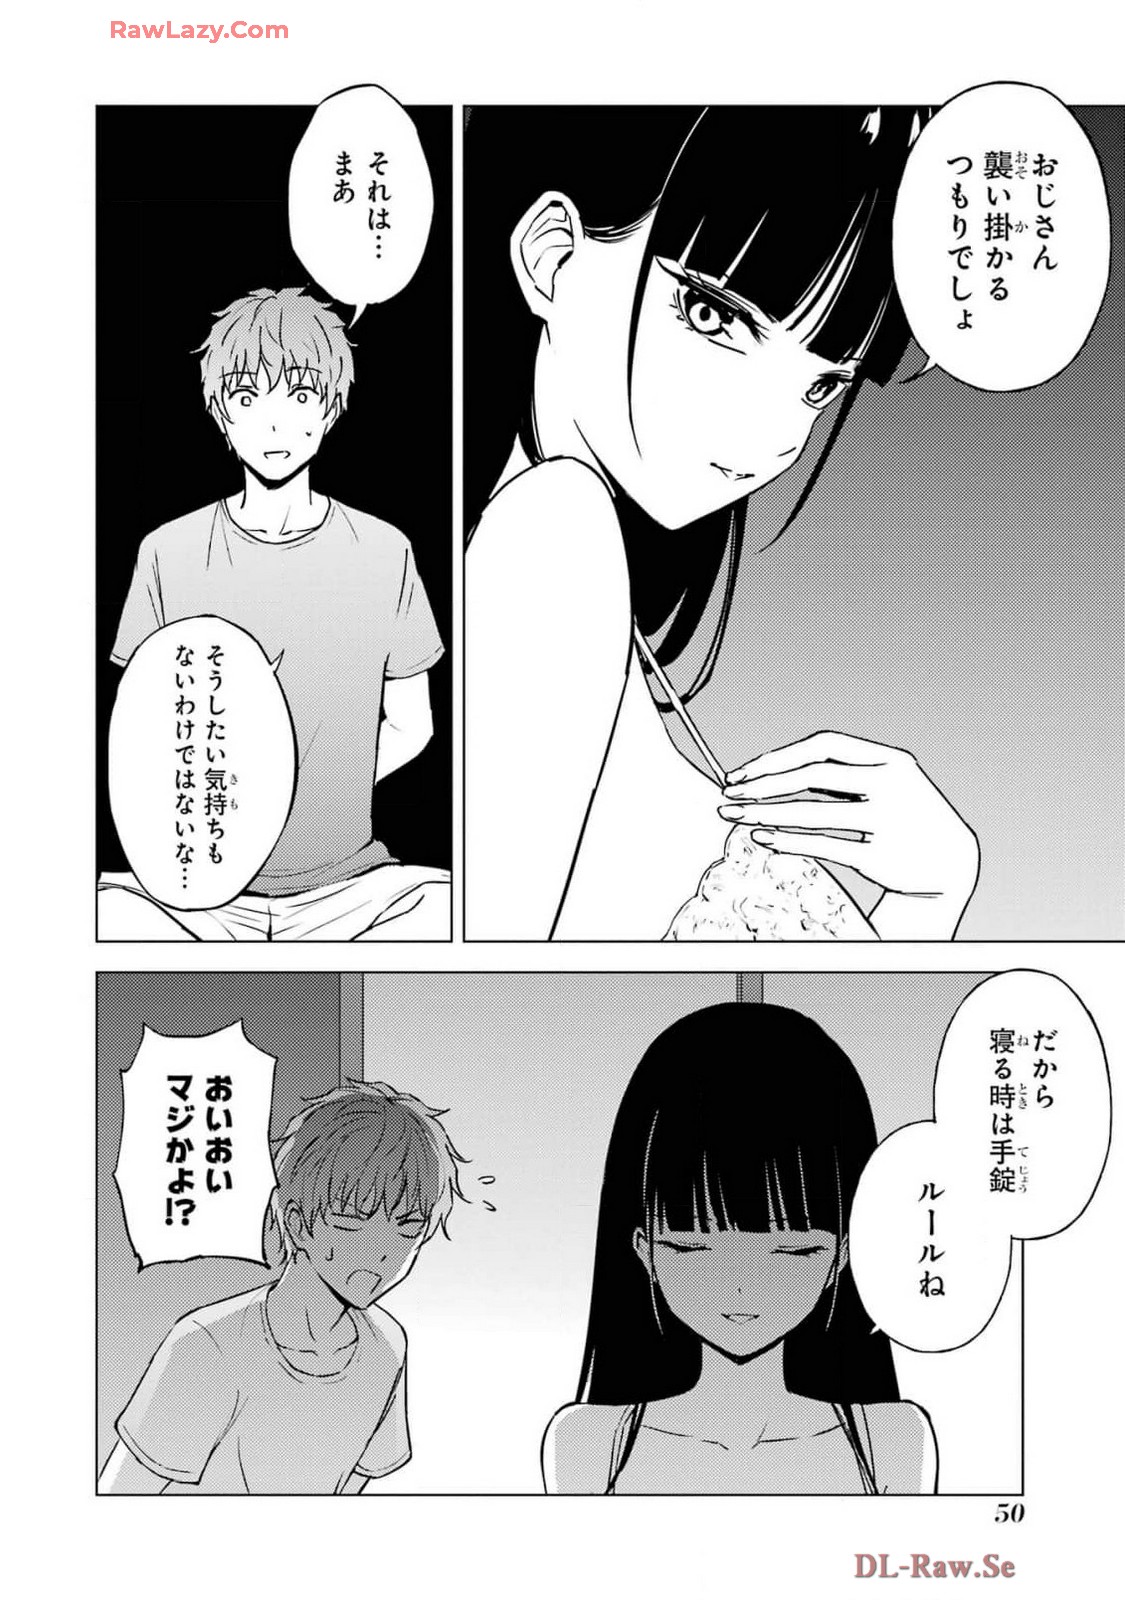 RawLazy.Com
おじさん
襲い掛かる
つもりでしょ
それは…
まあ
そうしたい気持ちも
ないわけではないな…
だから
寝る時は手錠
ルールね
おいおい
マジかよ!?
50
DL-Raw.Se